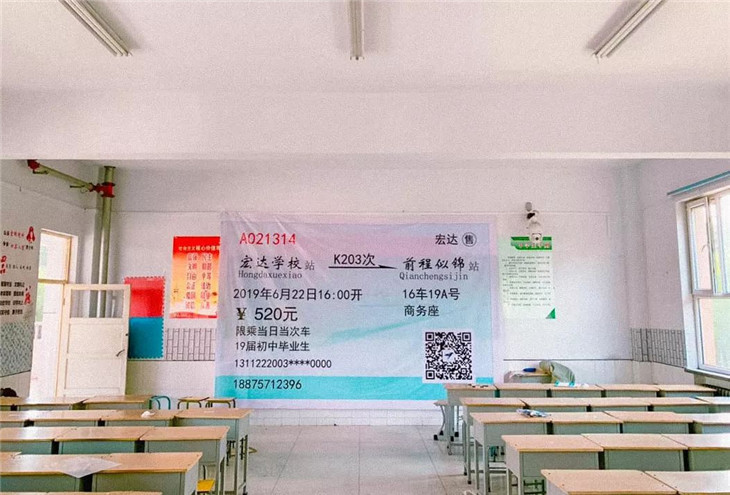 A021314
宏达 售
宏达学校站
K203次
前程似锦站
Hongdaxuexiao
Qianchengsijin
2019年6月22日16:00开
16车19A号
¥ 520元
商务座
限乘当日当次车
19届初中毕业生
1311222003****0000
18875712396